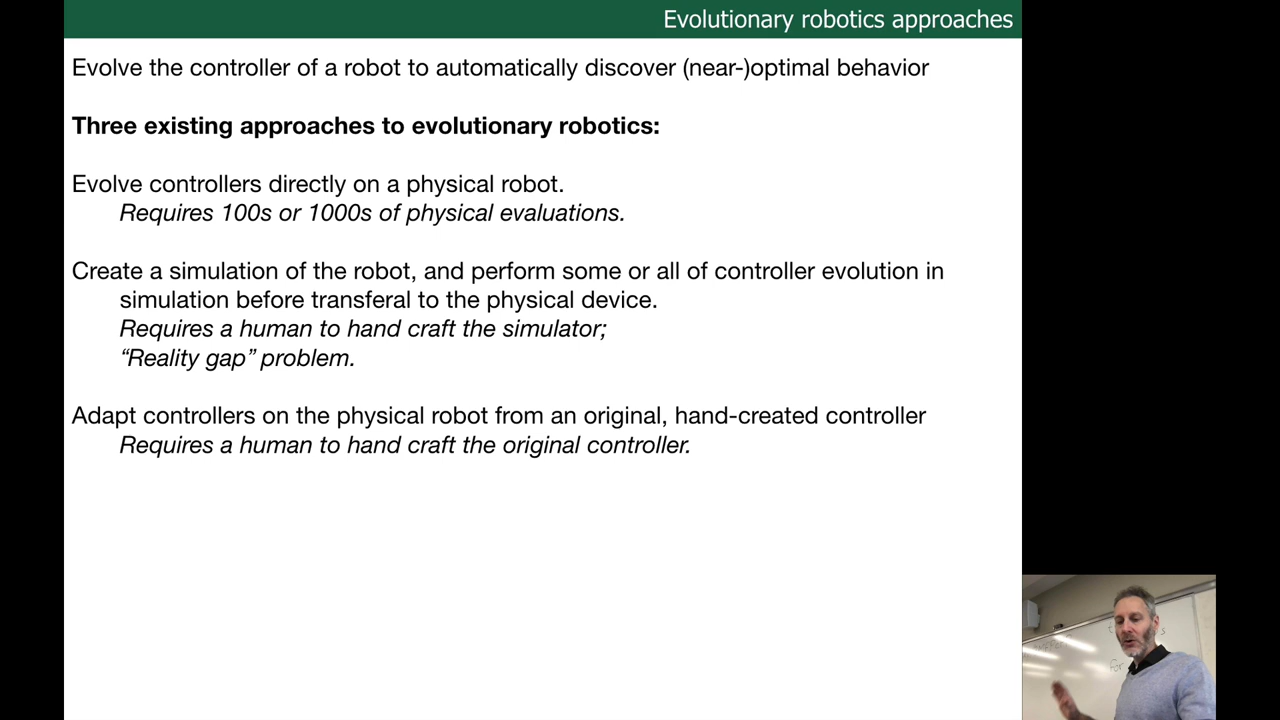 Evolutionary robotics approaches
Evolve the controller of a robot to automatically discover (near-)optimal behavior
Three existing approaches to evolutionary robotics:
Evolve controllers directly on a physical robot.
Requires 100s or 1000s of physical evaluations.
Create a simulation of the robot, and perform some or all of controller evolution in
simulation before transferal to the physical device.
Requires a human to hand craft the simulator;
“Reality gap” problem.
Adapt controllers on the physical robot from an original, hand-created controller
Requires a human to hand craft the original controller.
for